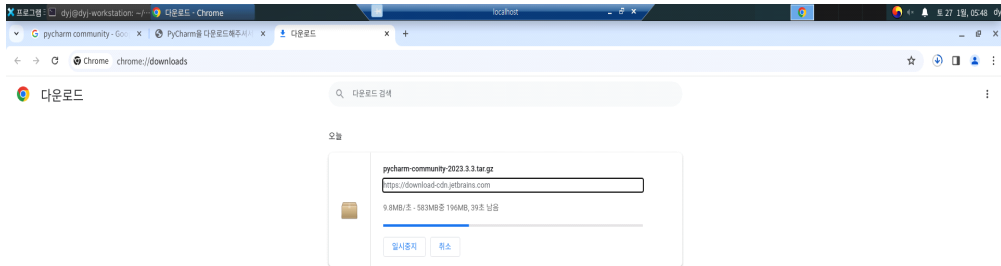 프로그램 dyj@dyj-workstation: ~/… 다운로드 - Chrome localhost 토 27 1월, 05:48 dy
pycharm community - Goo PyCharm을 다운로드해주셔서 다운로드
Chrome chrome://downloads
다운로드 다운로드 검색
오늘
pycharm-community-2023.3.3.tar.gz
https://download-cdn.jetbrains.com
9.8MB/초 - 583MB중 196MB, 39초 남음
일시중지 취소